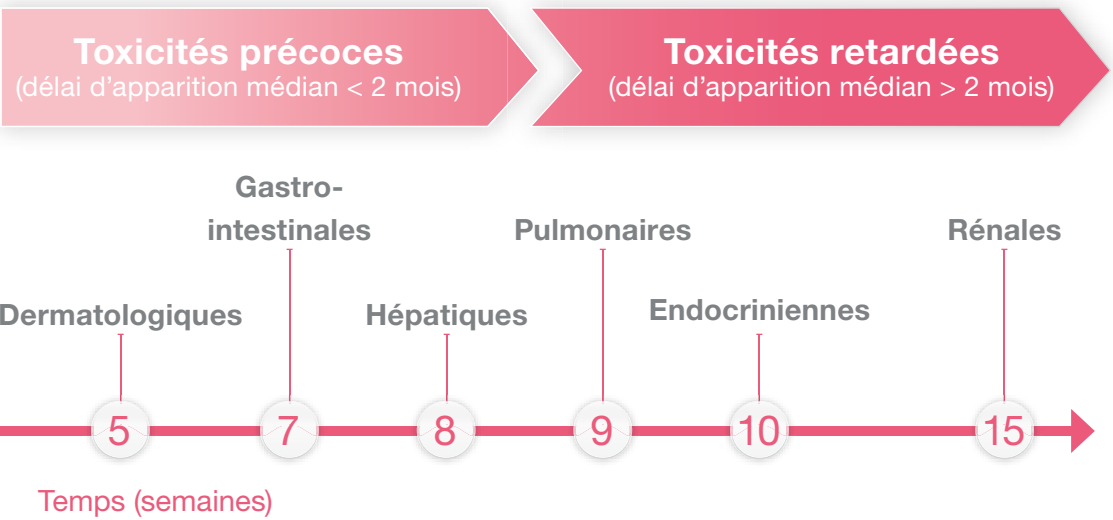 Toxicités précoces
(délai d'apparition médian < 2 mois)
Toxicités retardées
(délai d'apparition médian > 2 mois)
Gastro-
intestinales
Pulmonaires
Rénales
Dermatologiques
Hépatiques
Endocriniennes
5
7
8
9
10
15
Temps (semaines)